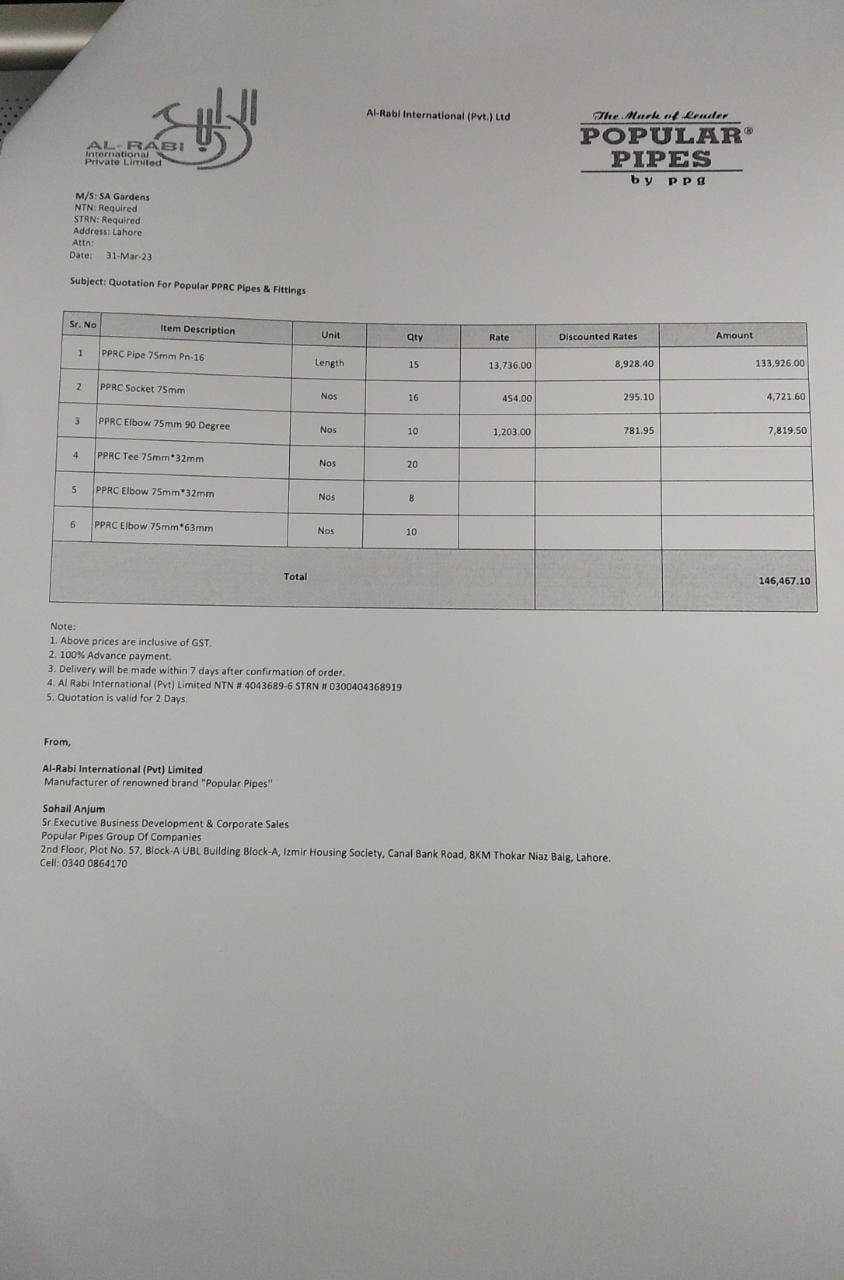 الربيع
AL-RABI
International
Private Limited
Al-Rabi International (Pvt.) Ltd
The Mark of Leader
POPULAR®
PIPES
by ppg
M/S: SA Gardens
NTN: Required
STRN: Required
Address: Lahore
Attn:
Date: 31-Mar-23
Subject: Quotation For Popular PPRC Pipes & Fittings
Sr. No Item Description Unit Qty Rate Discounted Rates Amount
1 PPRC Pipe 75mm Pn-16 Length 15 13,736.00 8,928.40 133,926.00
2 PPRC Socket 75mm Nos 16 454.00 295.10 4,721.60
3 PPRC Elbow 75mm 90 Degree Nos 10 1,203.00 781.95 7,819.50
4 PPRC Tee 75mm*32mm Nos 20
5 PPRC Elbow 75mm*32mm Nos 8
6 PPRC Elbow 75mm*63mm Nos 10
Total 146,467.10
Note:
1. Above prices are inclusive of GST.
2. 100% Advance payment.
3. Delivery will be made within 7 days after confirmation of order.
4. Al Rabi International (Pvt) Limited NTN # 4043689-6 STRN # 0300404368919
5. Quotation is valid for 2 Days.
From,
Al-Rabi International (Pvt) Limited
Manufacturer of renowned brand "Popular Pipes"
Sohail Anjum
Sr Executive Business Development & Corporate Sales
Popular Pipes Group Of Companies
2nd Floor, Plot No. 57, Block-A UBL Building Block-A, Izmir Housing Society, Canal Bank Road, 8KM Thokar Niaz Baig, Lahore.
Cell: 0340 0864170